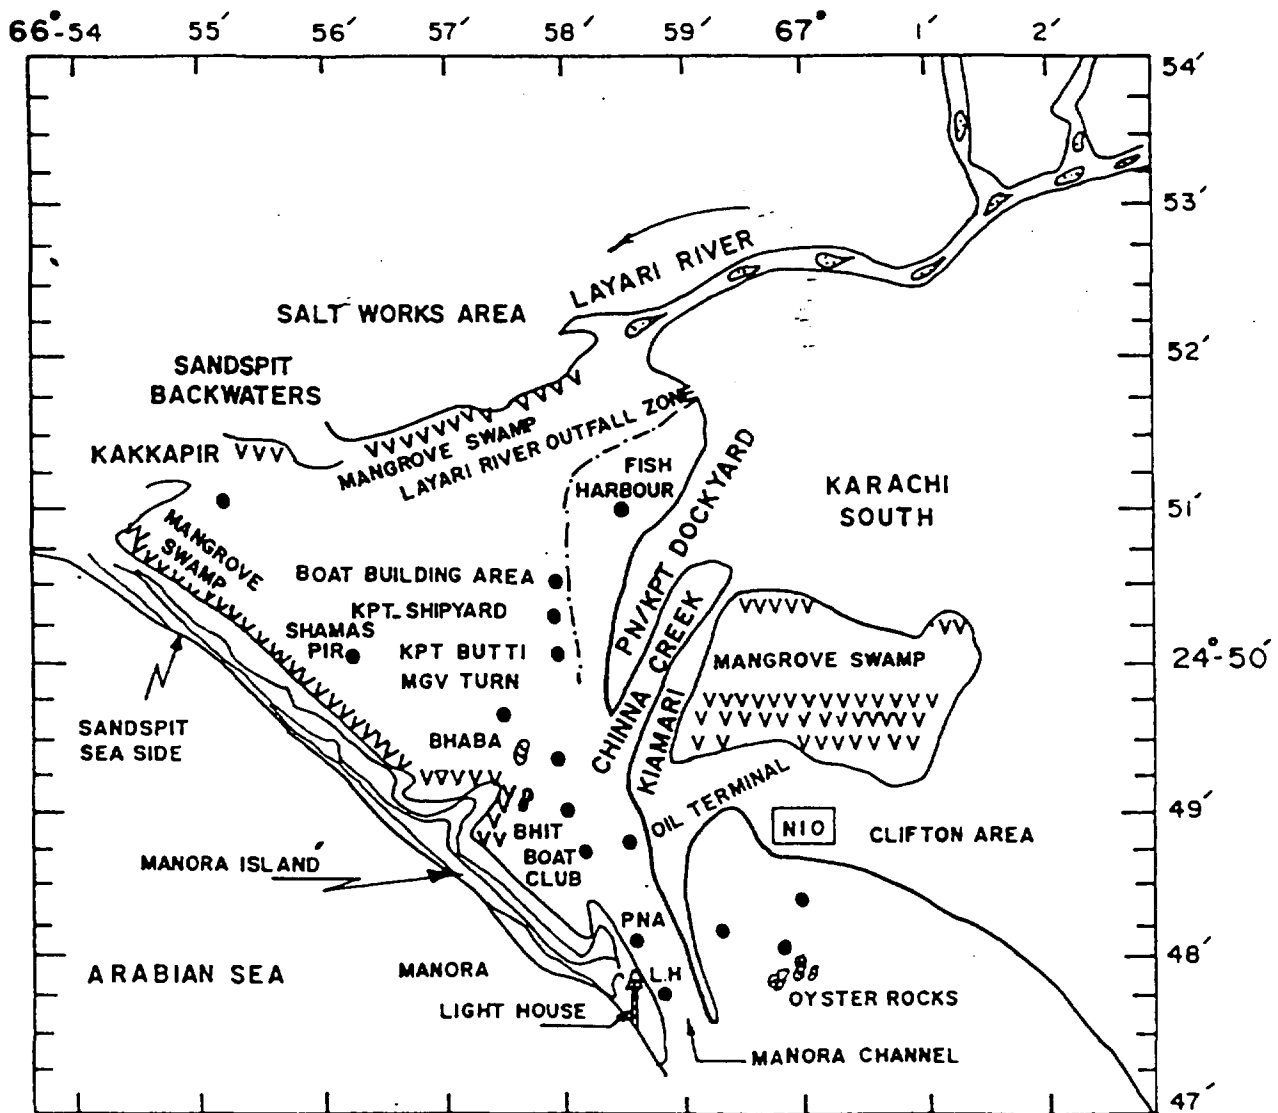 66°-54 55′ 56′ 57′ 58′ 59′ 67° 1′ 2′
54′
53′
LAYARI RIVER
SALT WORKS AREA
52′
SANDSPIT
BACKWATERS
KAKKAPIR
MANGROVE SWAMP
LAYARI RIVER OUTFALL ZONE
FISH
HARBOUR
PN/KPT DOCKYARD
KARACHI
SOUTH
51′
MANGROVE
SWAMP
BOAT BUILDING AREA
KPT SHIPYARD
SHAMAS
PIR
KPT BUTTI
MGV TURN
CHINNA CREEK
KIAMARI
MANGROVE SWAMP
24°-50′
SANDSPIT
SEA SIDE
BHABA
OIL TERMINAL
49′
NIO
CLIFTON AREA
BHIT
BOAT
CLUB
MANORA ISLAND
PNA
48′
ARABIAN SEA
MANORA
L.H
LIGHT HOUSE
OYSTER ROCKS
MANORA CHANNEL
47′